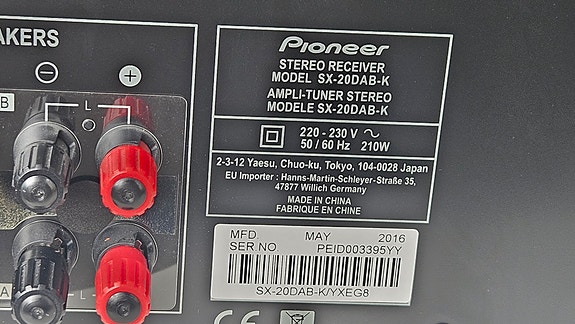 AKERS
B
L
Pioneer
STEREO RECEIVER
MODEL SX-20DAB-K
AMPLI-TUNER STEREO
MODELE SX-20DAB-K
220 - 230 V ~
50 / 60 Hz 210W
2-3-12 Yaesu, Chuo-ku, Tokyo, 104-0028 Japan
EU Importer : Hanns-Martin-Schleyer-Straße 35,
47877 Willich Germany
MADE IN CHINA
FABRIQUE EN CHINE
MFD MAY 2016
SER.NO PEID003395YY
SX-20DAB-K/YXEG8
A
L
CE